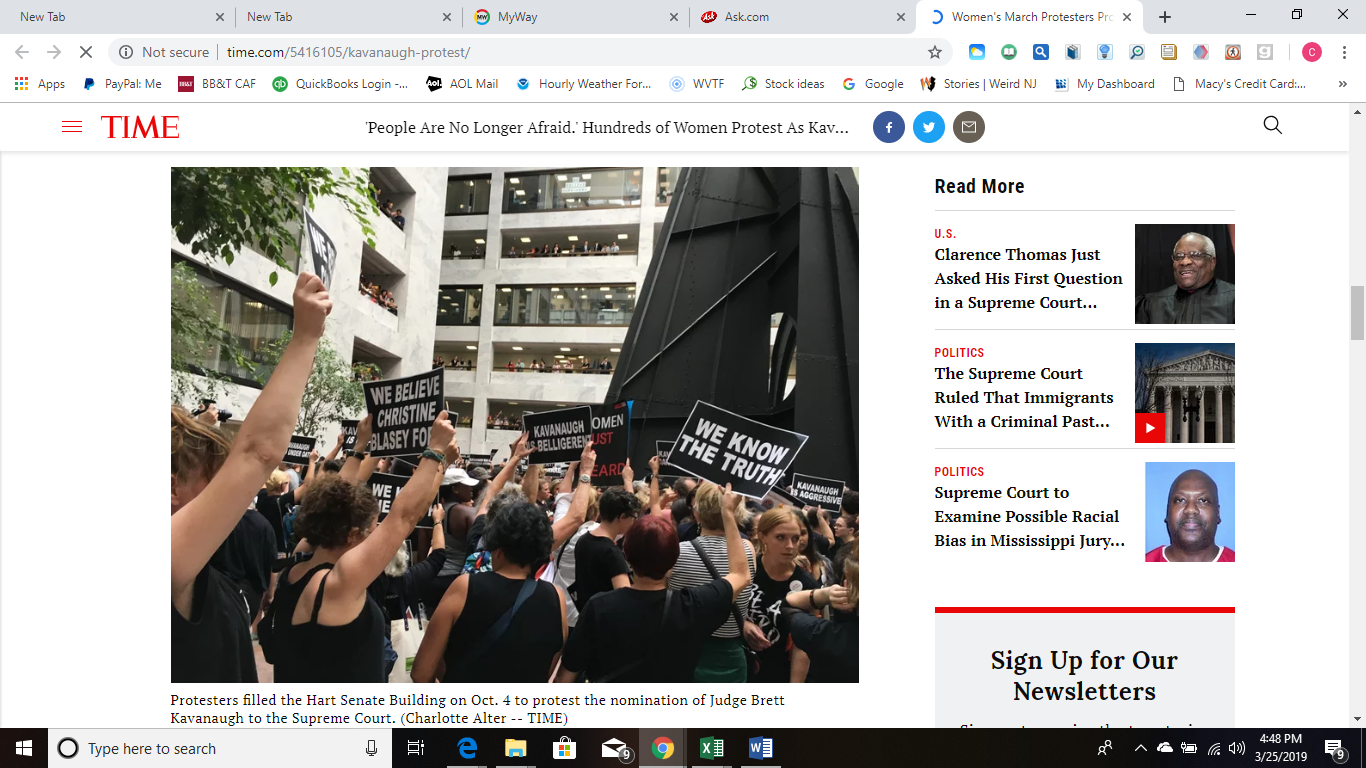 New Tab
New Tab
MyWay
Ask.com
Women's March Protesters Pro
Not secure
time.com/5416105/kavanaugh-protest/
Apps
PayPal: Me
BB&T CAF
QuickBooks Login -...
AOL Mail
Hourly Weather For...
WVTF
Stock ideas
Google
Stories | Weird NJ
My Dashboard
Macy's Credit Card:...
»
TIME
'People Are No Longer Afraid.' Hundreds of Women Protest As Kav...
WE BELIEVE
CHRISTINE
BLASEY FO
KAVANAUGH
IS BELLIGEREN
OMEN
UST
EARD
WE KNOW
THE TRUTH
KAVANAUGH
IS AGGRESSIVE
Protesters filled the Hart Senate Building on Oct. 4 to protest the nomination of Judge Brett
Kavanaugh to the Supreme Court. (Charlotte Alter -- TIME)
Read More
U.S.
Clarence Thomas Just
Asked His First Question
in a Supreme Court...
POLITICS
The Supreme Court
Ruled That Immigrants
With a Criminal Past...
POLITICS
Supreme Court to
Examine Possible Racial
Bias in Mississippi Jury...
Sign Up for Our
Newsletters
Type here to search
9
4:48 PM
3/25/2019
9